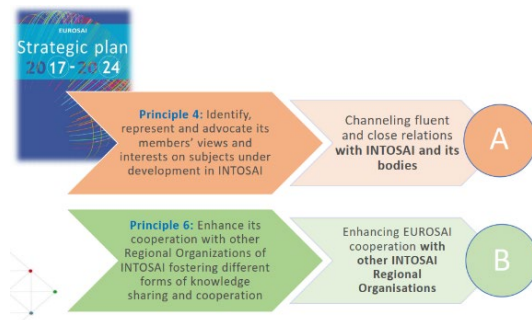 EUROSAI
Strategic plan
2017-2024
Principle 4: Identify,
represent and advocate its
members' views and
interests on subjects under
development in INTOSAI
Channeling fluent
and close relations
with INTOSAI and its
bodies
A
Principle 6: Enhance its
cooperation with other
Regional Organizations of
INTOSAI fostering different
forms of knowledge
sharing and cooperation
Enhancing EUROSAI
cooperation with
other INTOSAI
Regional
Organisations
B